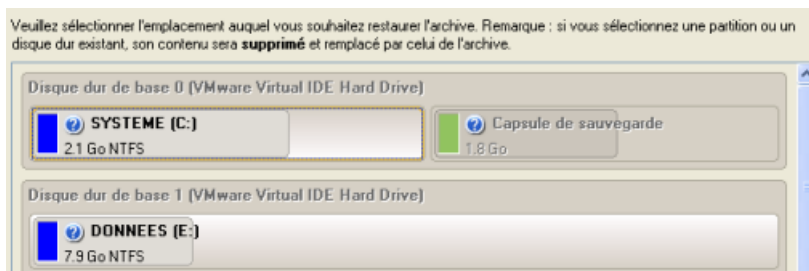 Veuillez sélectionner l'emplacement auquel vous souhaitez restaurer l'archive. Remarque : si vous sélectionnez une partition ou un
disque dur existant, son contenu sera supprimé et remplacé par celui de l'archive.
Disque dur de base 0 (VMware Virtual IDE Hard Drive)
SYSTEME (C:)
2.1 Go NTFS
Capsule de sauvegarde
1.8 Go
Disque dur de base 1 (VMware Virtual IDE Hard Drive)
DONNEES (E:)
7.9 Go NTFS